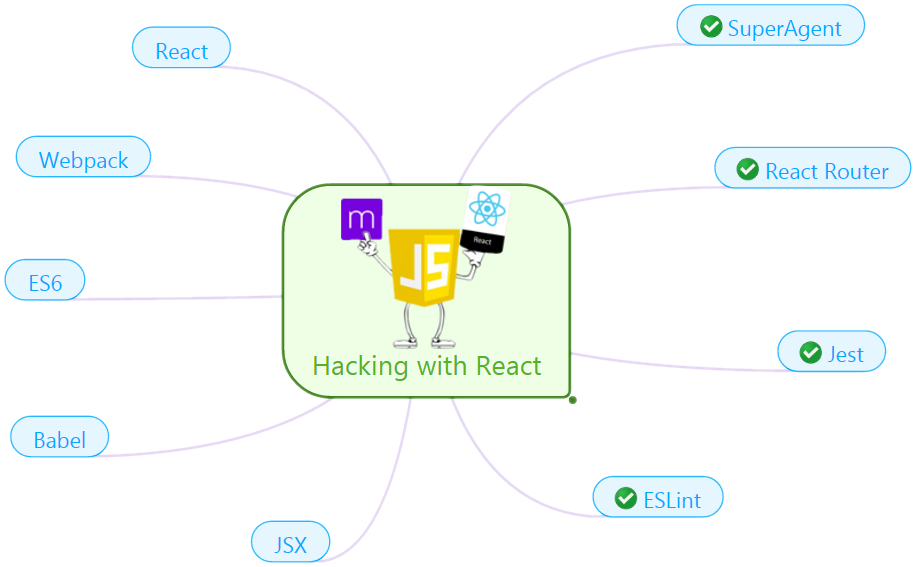 React
SuperAgent
Webpack
React Router
m
React
JS
ES6
Hacking with React
Jest
Babel
ESLint
JSX